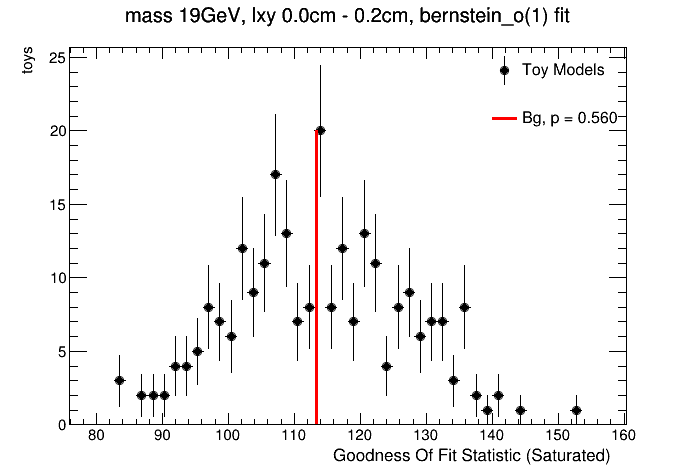 mass 19GeV, lxy 0.0cm - 0.2cm, bernstein_o(1) fit
toys
25
20
15
10
5
0
Toy Models
Bg, p = 0.560
80 90 100 110 120 130 140 150 160
Goodness Of Fit Statistic (Saturated)